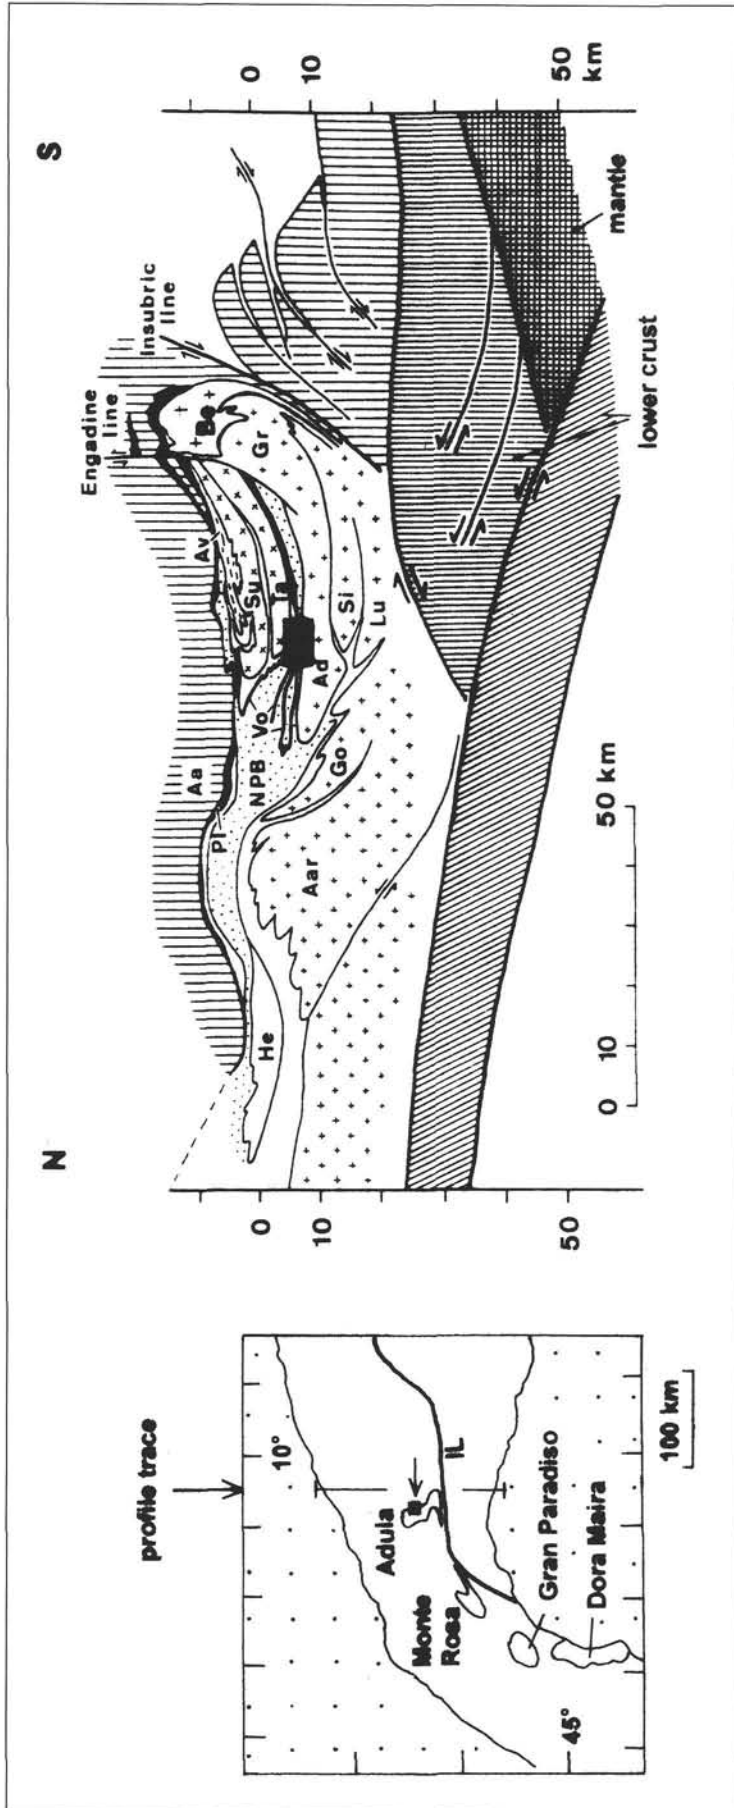 profile trace
10°
Adula
IL
Monte
Rosa
Gran Paradiso
Dora Maira
45°
100 km
N
S
Engadine
line
Insubric
line
0
10
50
0
10
50
km
Aa
Pl
NPB
Vo
Av
Su
Ta
Be
Gr
Ad
Si
Lu
Go
Aar
He
mantle
lower crust
0
10
50 km